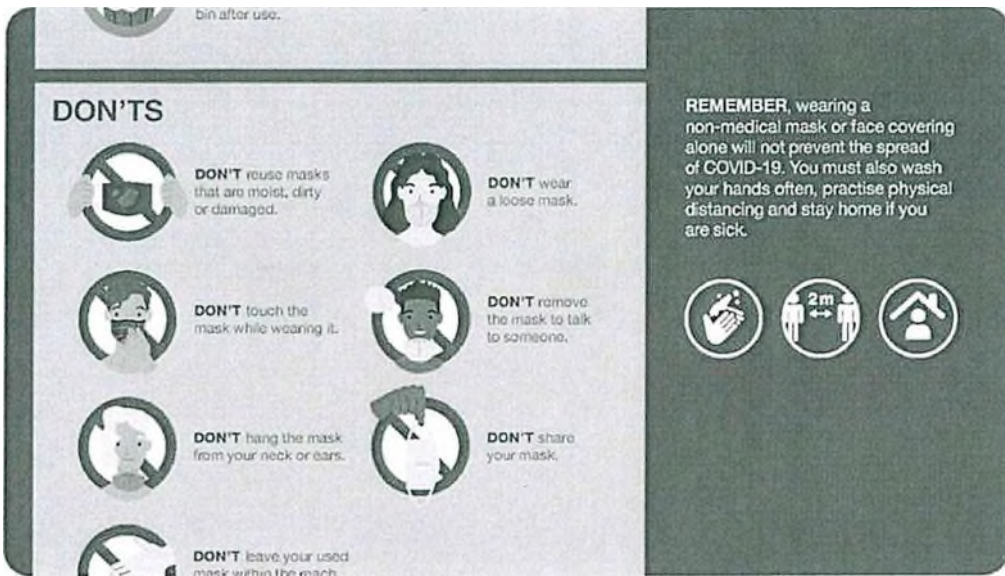 bin after use.
DON'TS
DON'T reuse masks
that are moist, dirty
or damaged.
DON'T wear
a loose mask.
DON'T touch the
mask while wearing it.
DON'T remove
the mask to talk
to someone.
DON'T hang the mask
from your neck or ears.
DON'T share
your mask.
DON'T leave your used
mask within the reach
REMEMBER, wearing a
non-medical mask or face covering
alone will not prevent the spread
of COVID-19. You must also wash
your hands often, practise physical
distancing and stay home if you
are sick.
2m